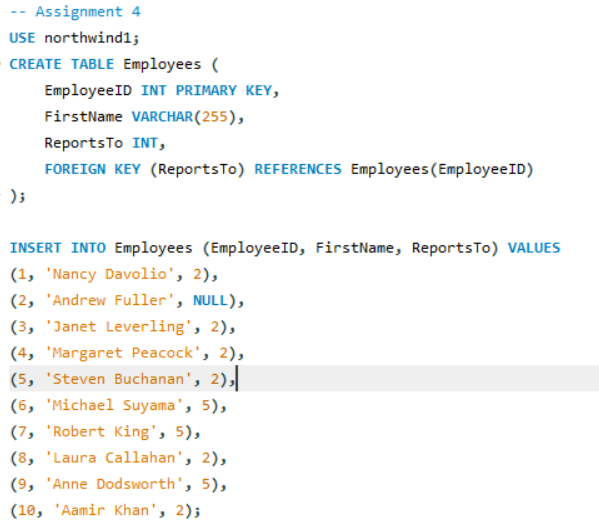 -- Assignment 4
USE northwind1;
CREATE TABLE Employees (
EmployeeID INT PRIMARY KEY,
FirstName VARCHAR(255),
ReportsTo INT,
FOREIGN KEY (ReportsTo) REFERENCES Employees(EmployeeID)
);
INSERT INTO Employees (EmployeeID, FirstName, ReportsTo) VALUES
(1, 'Nancy Davolio', 2),
(2, 'Andrew Fuller', NULL),
(3, 'Janet Leverling', 2),
(4, 'Margaret Peacock', 2),
(5, 'Steven Buchanan', 2),
(6, 'Michael Suyama', 5),
(7, 'Robert King', 5),
(8, 'Laura Callahan', 2),
(9, 'Anne Dodsworth', 5),
(10, 'Aamir Khan', 2);